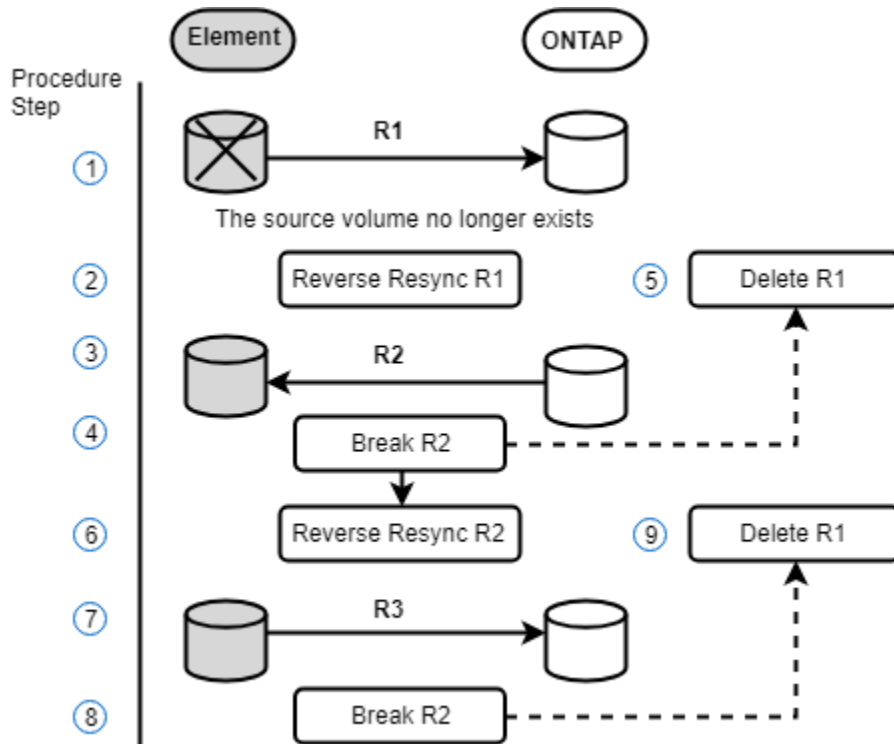 Element
ONTAP
Procedure
Step
R1
1
The source volume no longer exists
2
Reverse Resync R1
5
Delete R1
3
R2
4
Break R2
6
Reverse Resync R2
9
Delete R1
7
R3
8
Break R2